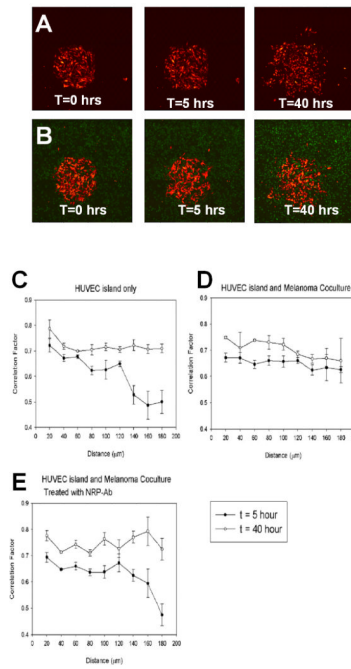 A
T=0 hrs
T=5 hrs
T=40 hrs
B
T=0 hrs
T=5 hrs
T=40 hrs
C
HUVEC island only
Correlation Factor
0.9
0.8
0.7
0.6
0.5
0.4
0 20 40 60 80 100 120 140 160 180 200
Distance (µm)
D
HUVEC island and Melanoma Coculture
Correlation Factor
0.9
0.8
0.7
0.6
0.5
0.4
0 20 40 60 80 100 120 140 160 180 200
Distance (µm)
E
HUVEC island and Melanoma Coculture
Treated with NRP-Ab
Correlation Factor
0.9
0.8
0.7
0.6
0.5
0.4
0 20 40 60 80 100 120 140 160 180 200
Distance (µm)
t = 5 hour
t = 40 hour